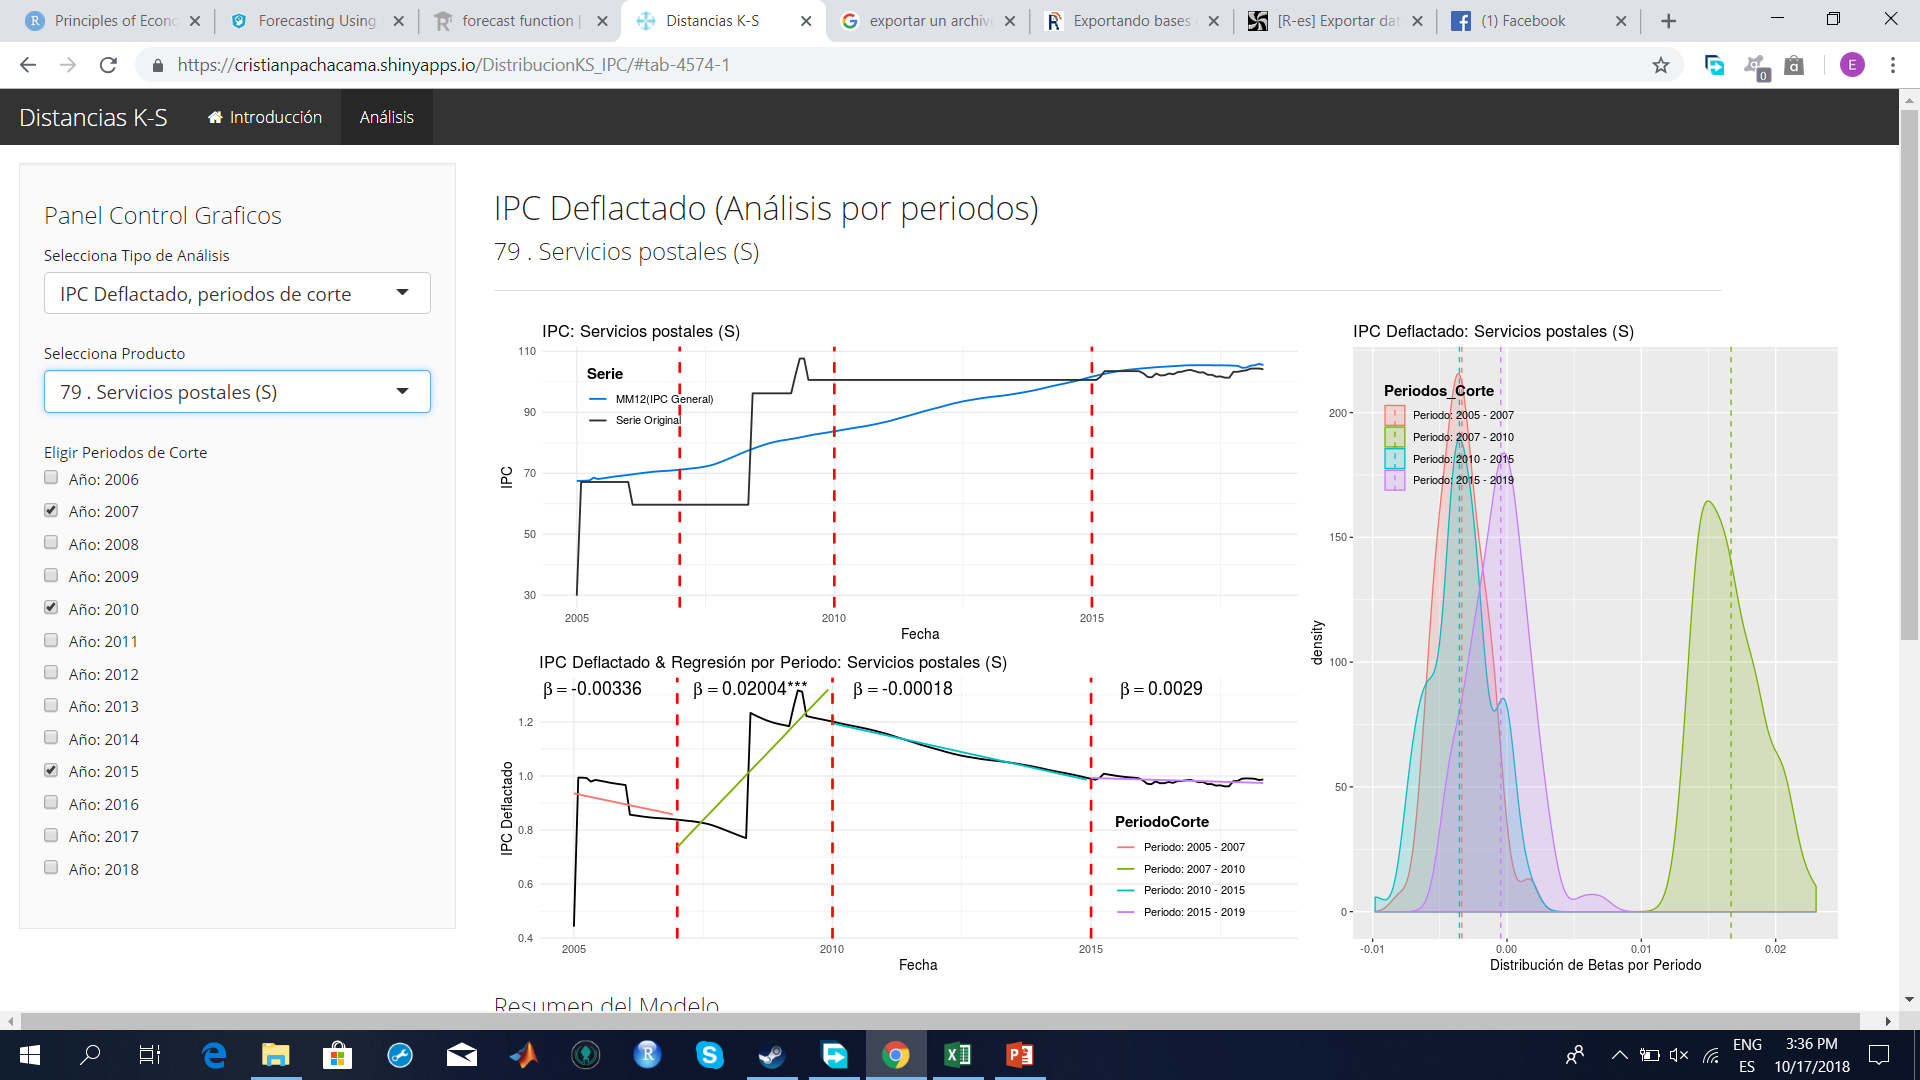 Principles of Econo
Forecasting Using
forecast function |
Distancias K-S
exportar un archivo
Exportando bases
[R-es] Exportar dat
(1) Facebook
https://cristianpachacama.shinyapps.io/DistribucionKS_IPC/#tab-4574-1
0
E
Distancias K-S
Introducción
Análisis
Panel Control Graficos
Selecciona Tipo de Análisis
IPC Deflactado, periodos de corte
Selecciona Producto
79 . Servicios postales (S)
Eligir Periodos de Corte
Año: 2006
Año: 2007
Año: 2008
Año: 2009
Año: 2010
Año: 2011
Año: 2012
Año: 2013
Año: 2014
Año: 2015
Año: 2016
Año: 2017
Año: 2018
IPC Deflactado (Análisis por periodos)
79 . Servicios postales (S)
IPC: Servicios postales (S)
110
90
70
50
30
IPC
Serie
MM12(IPC General)
Serie Original
2005
2010
2015
Fecha
IPC Deflactado & Regresión por Periodo: Servicios postales (S)
β = -0.00336
β = 0.02004***
β = -0.00018
β = 0.0029
1.2
1.0
0.8
0.6
0.4
IPC Deflactado
PeriodoCorte
Periodo: 2005 - 2007
Periodo: 2007 - 2010
Periodo: 2010 - 2015
Periodo: 2015 - 2019
2005
2010
2015
Fecha
IPC Deflactado: Servicios postales (S)
Periodos_Corte
Periodo: 2005 - 2007
Periodo: 2007 - 2010
Periodo: 2010 - 2015
Periodo: 2015 - 2019
200
150
100
50
0
density
-0.01
0.00
0.01
0.02
Distribución de Betas por Periodo
Resumen del Modelo
ENG
ES
3:36 PM
10/17/2018